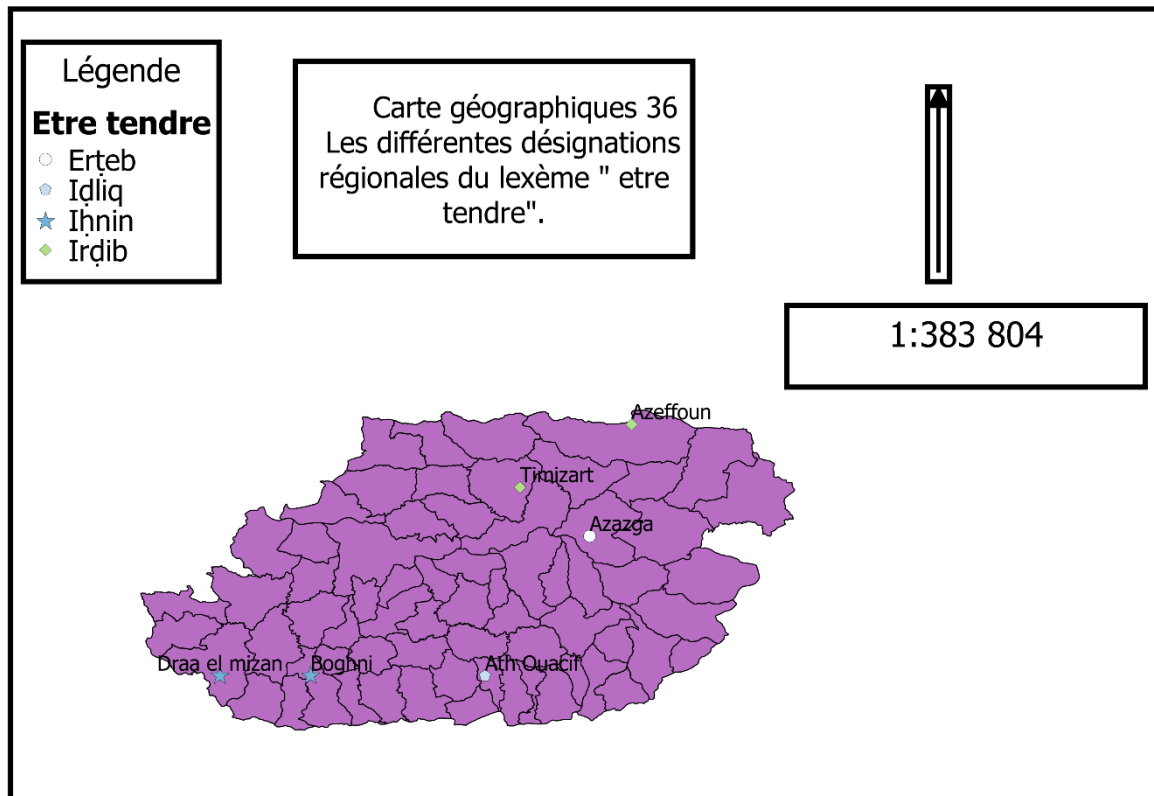 Légende
Etre tendre
Erṭeb
Iḍliq
Iḥnin
Irḍib
Carte géographiques 36
Les différentes désignations
régionales du lexème " etre
tendre".
1:383 804
Azeffoun
Timizart
Azazga
Draa el mizan
Boghni
Ath Ouacif